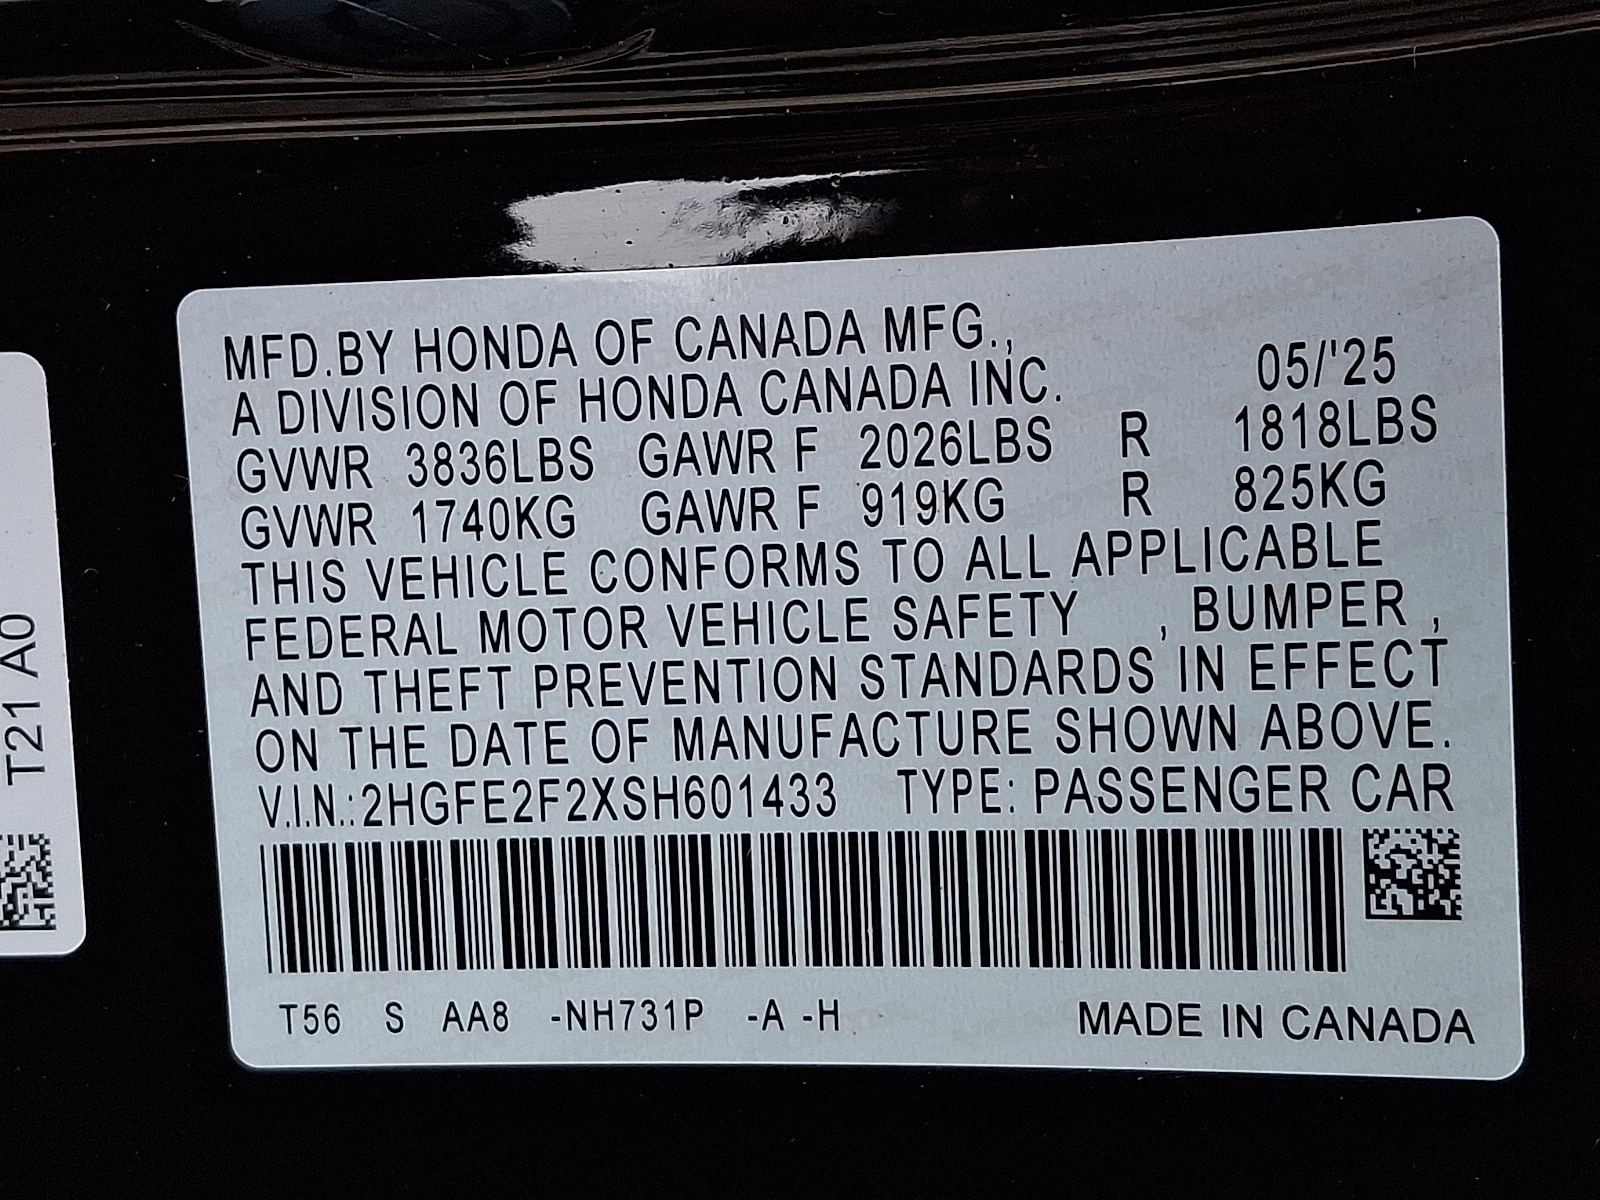 MFD.BY HONDA OF CANADA MFG.,
A DIVISION OF HONDA CANADA INC. 05/'25
GVWR 3836LBS GAWR F 2026LBS R 1818LBS
GVWR 1740KG GAWR F 919KG R 825KG
THIS VEHICLE CONFORMS TO ALL APPLICABLE
FEDERAL MOTOR VEHICLE SAFETY , BUMPER ,
AND THEFT PREVENTION STANDARDS IN EFFECT
ON THE DATE OF MANUFACTURE SHOWN ABOVE.
V.I.N.:2HGFE2F2XSH601433 TYPE: PASSENGER CAR
T56 S AA8 -NH731P -A -H MADE IN CANADA
T21 A0